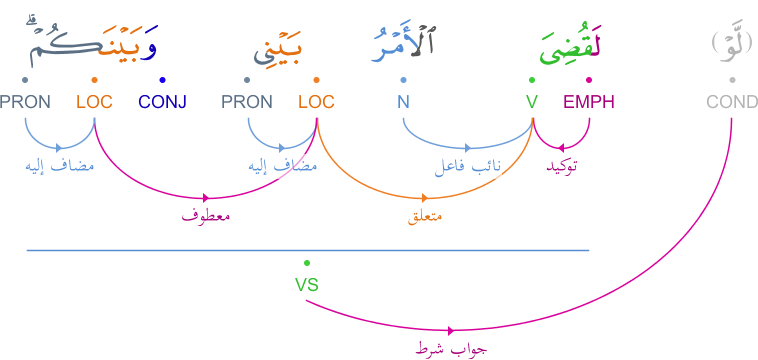 (لَّوْ) لَقُضِىَ ٱلْأَمْرُ بَيْنِى وَبَيْنَكُمْ ۗ
COND EMPH V N LOC PRON CONJ LOC PRON
توكيد نائب فاعل مضاف إليه مضاف إليه
متعلق معطوف
VS
جواب شرط